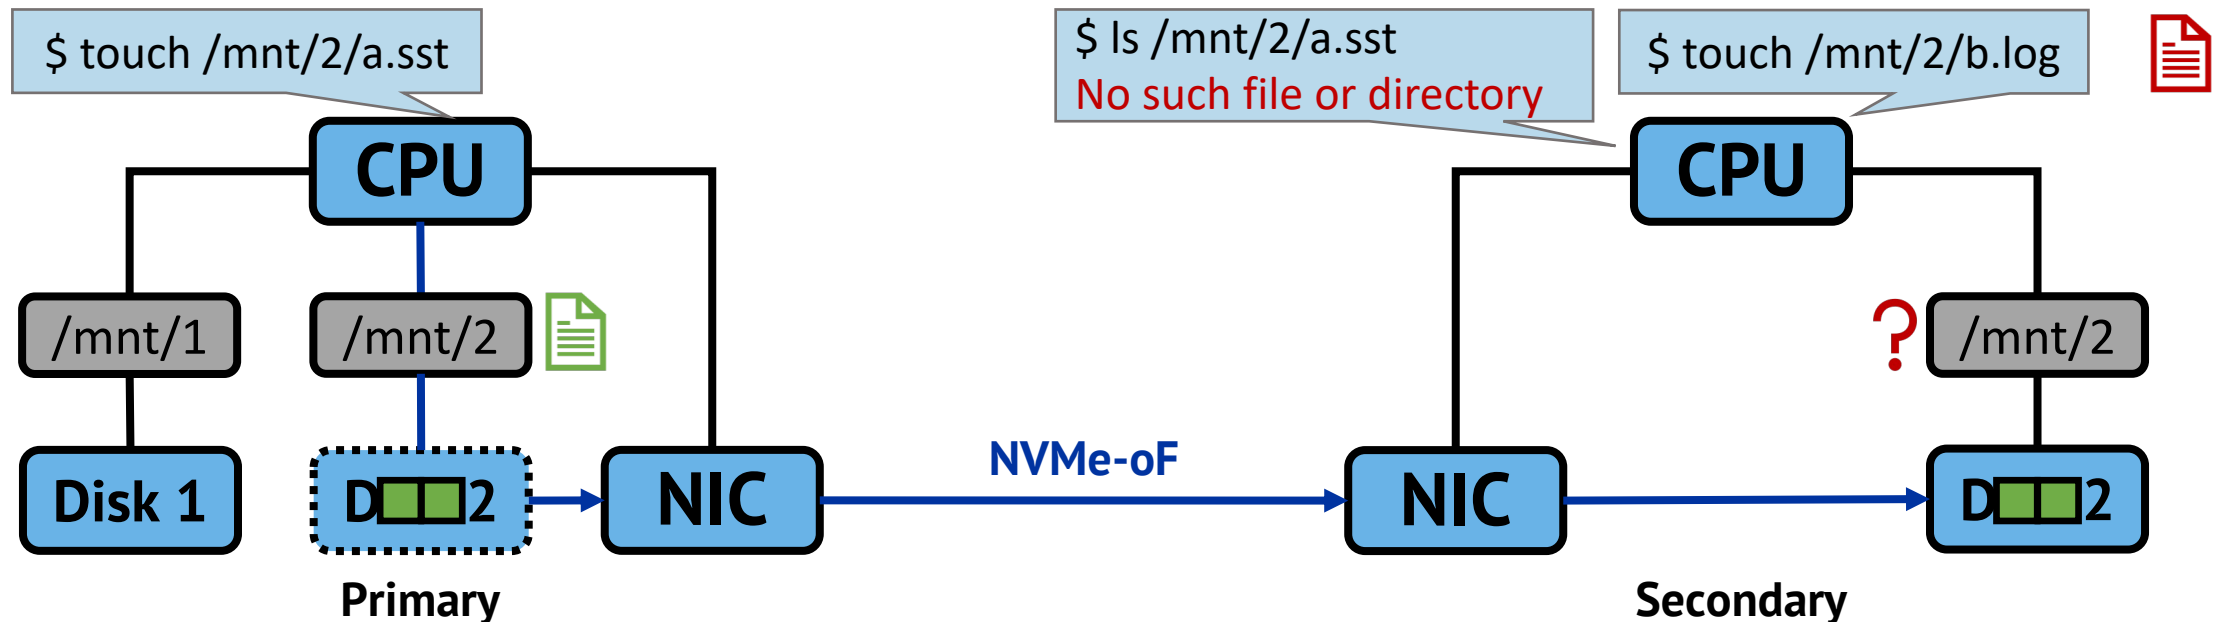 $ touch /mnt/2/a.sst
$ ls /mnt/2/a.sst
No such file or directory
$ touch /mnt/2/b.log
CPU
CPU
/mnt/1
/mnt/2
?
/mnt/2
Disk 1
D 2
NIC
NVMe-oF
NIC
D 2
Primary
Secondary